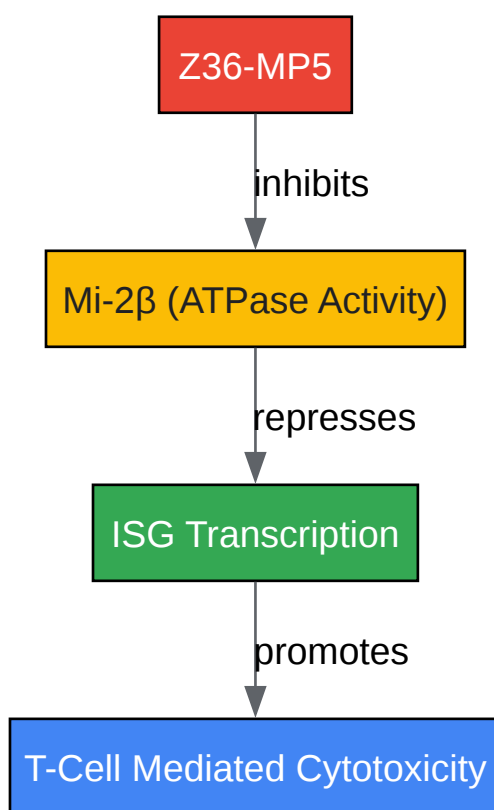 Z36-MP5
inhibits
Mi-2β (ATPase Activity)
represses
ISG Transcription
promotes
T-Cell Mediated Cytotoxicity